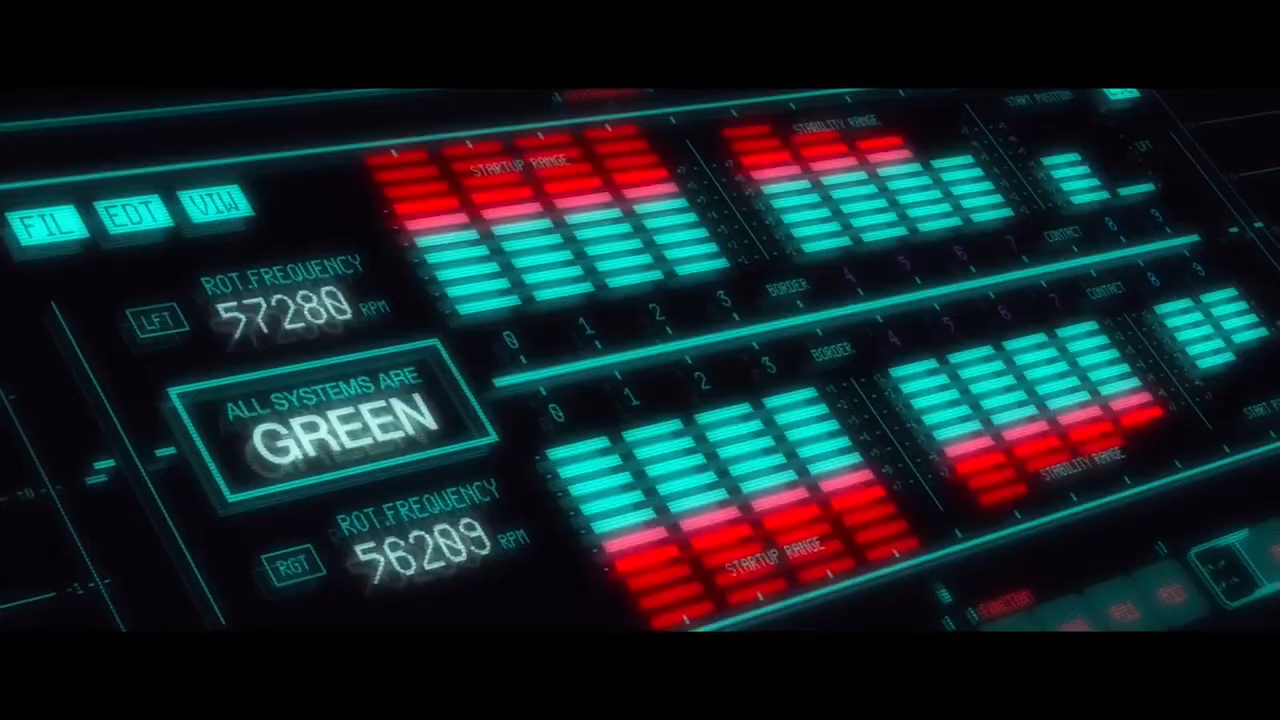 START POSITION
STABILITY RANGE
STARTUP RANGE
LFT
FIL EDT VIW
ROT.FREQUENCY
LFT 57280 RPM
0 1 2 3 BORDER 4 5 6 7 CONTACT 8 9
0 1 2 3 BORDER 4 5 6 7 CONTACT 8 9
ALL SYSTEMS ARE
GREEN
ROT.FREQUENCY
RGT 56209 RPM
STABILITY RANGE
STARTUP RANGE
FUNCTION